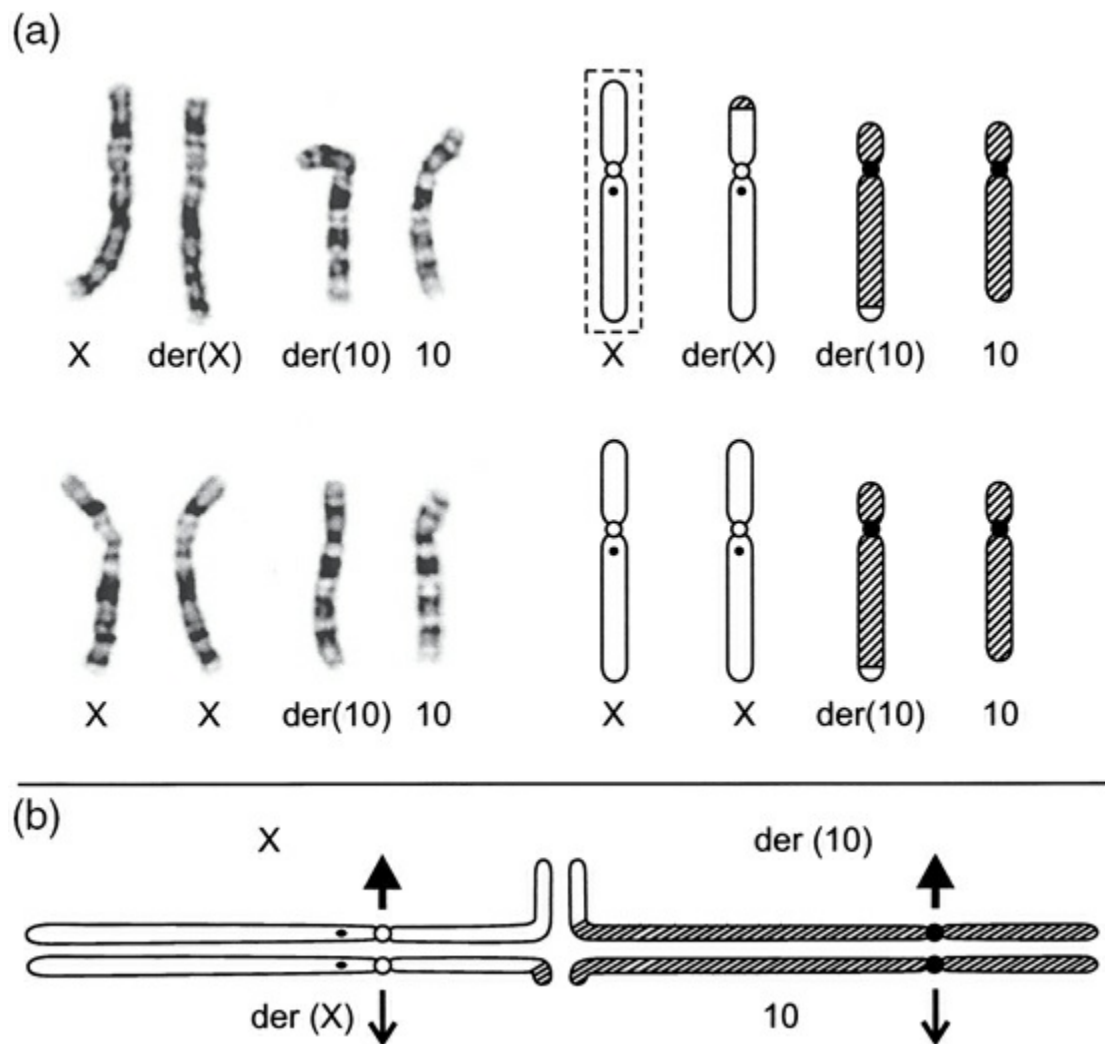 (a)
X der(X) der(10) 10 X der(X) der(10) 10
X X der(10) 10 X X der(10) 10
(b)
X der (10)
der (X) 10